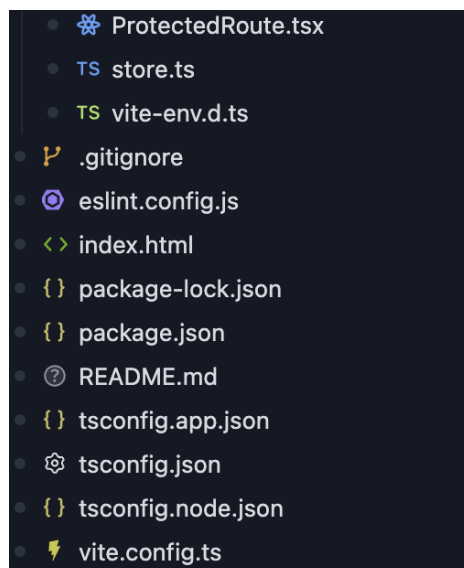 ProtectedRoute.tsx
TS store.ts
TS vite-env.d.ts
.gitignore
eslint.config.js
<> index.html
{} package-lock.json
{} package.json
? README.md
{} tsconfig.app.json
tsconfig.json
{} tsconfig.node.json
vite.config.ts